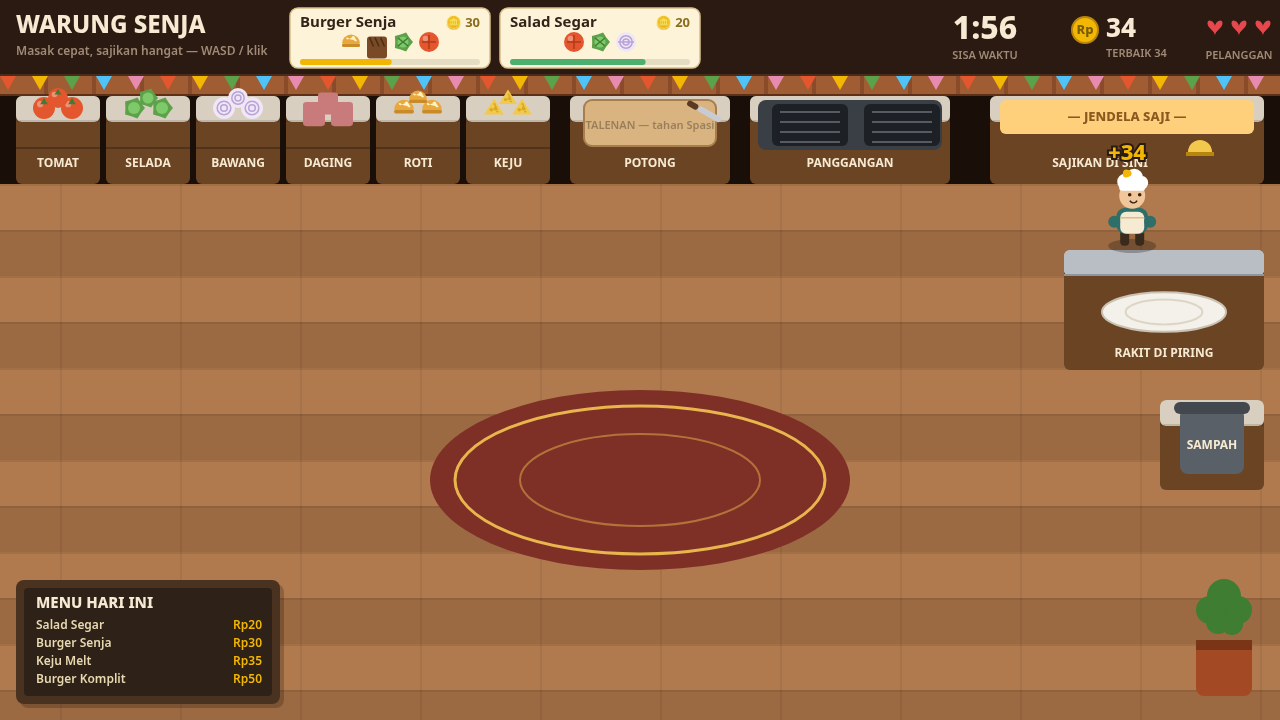 WARUNG SENJA
Masak cepat, sajikan hangat — WASD / klik
Burger Senja 30
Salad Segar 20
1:56
SISA WAKTU
Rp 34
TERBAIK 34
PELANGGAN
TOMAT
SELADA
BAWANG
DAGING
ROTI
KEJU
TALENAN — tahan Spasi
POTONG
PANGGANGAN
— JENDELA SAJI —
+34
SAJIKAN DI SINI
RAKIT DI PIRING
SAMPAH
MENU HARI INI
Salad Segar Rp20
Burger Senja Rp30
Keju Melt Rp35
Burger Komplit Rp50